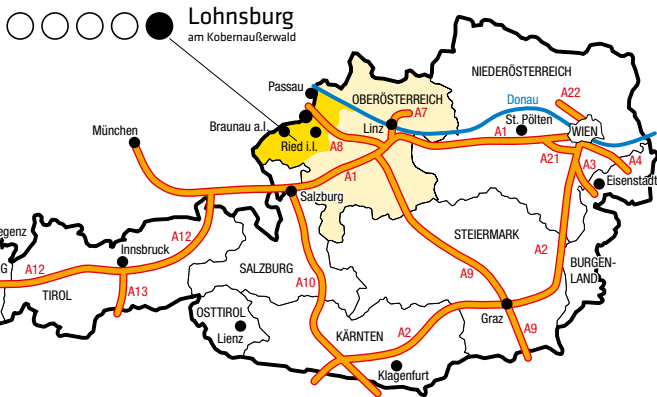 Lohnsburg
am Kobernaußerwald
NIEDERÖSTERREICH
Passau
OBERÖSTERREICH
A22
Donau
A7
St. Pölten
Braunau a.I.
Linz
A1
WIEN
München
Ried i.I.
A8
A21
A3
A4
A1
Eisenstadt
Salzburg
egenz
A12
STEIERMARK
Innsbruck
A2
G
A12
SALZBURG
A9
BURGEN-
LAND
TIROL
A13
A10
OSTTIROL
Graz
Lienz
KÄRNTEN
A2
A9
Klagenfurt